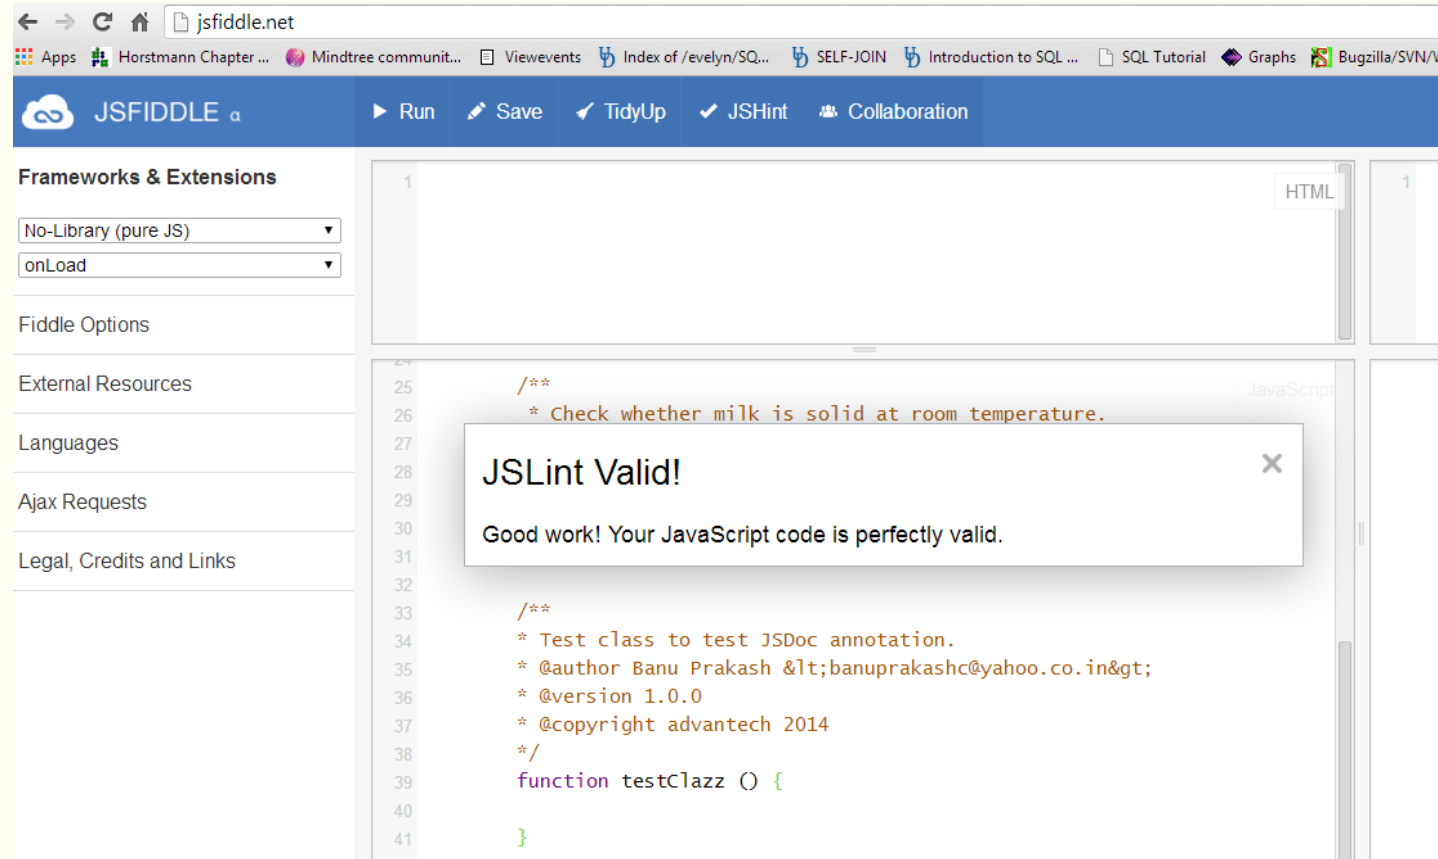 jsfiddle.net
Apps Horstmann Chapter ... Mindtree communit... Viewevents Index of /evelyn/SQ... SELF-JOIN Introduction to SQL ... SQL Tutorial Graphs Bugzilla/SVN/
JSFIDDLE α
Run Save TidyUp JSHint Collaboration
Frameworks & Extensions
No-Library (pure JS)
onLoad
Fiddle Options
External Resources
Languages
Ajax Requests
Legal, Credits and Links
1
HTML
1
24
25 /**
JavaScript
26 * Check whether milk is solid at room temperature.
27
28
29
30
31
32
JSLint Valid!
Good work! Your JavaScript code is perfectly valid.
33 /**
34 * Test class to test JSDoc annotation.
35 * @author Banu Prakash &lt;banuprakashc@yahoo.co.in&gt;
36 * @version 1.0.0
37 * @copyright advantech 2014
38 */
39 function testClazz () {
40
41 }